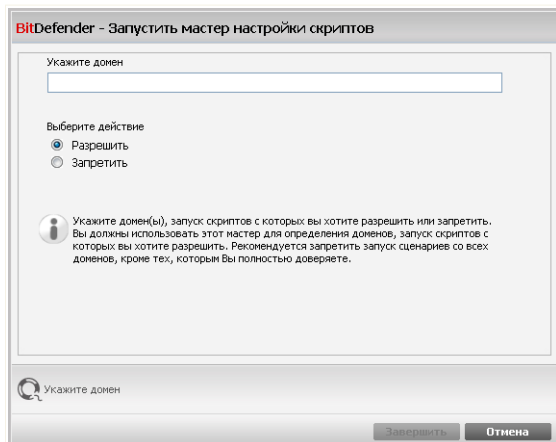 BitDefender - Запустить мастер настройки скриптов
Укажите домен
Выберите действие
Разрешить
Запретить
Укажите домен(ы), запуск скриптов с которых вы хотите разрешить или запретить.
Вы должны использовать этот мастер для определения доменов, запуск скриптов с
которых вы хотите разрешить. Рекомендуется запретить запуск сценариев со всех
доменов, кроме тех, которым Вы полностью доверяете.
Укажите домен
Завершить
Отмена